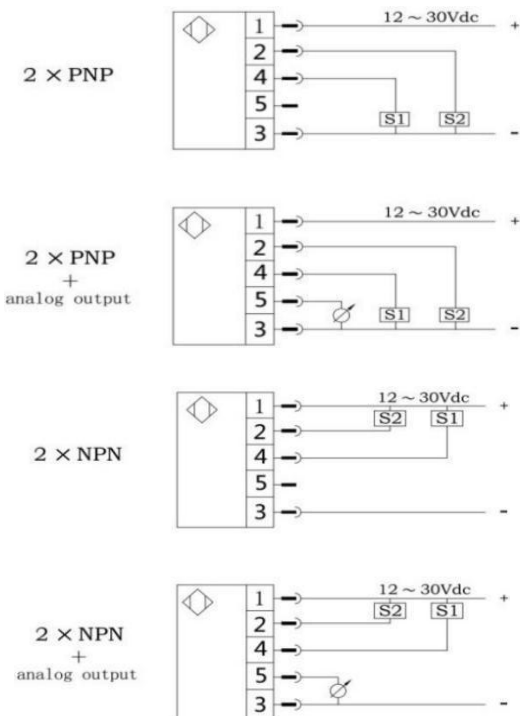 2 × PNP
1 12 ~ 30Vdc +
2
4
5
S1 S2
3 -
2 × PNP
+
analog output
1 12 ~ 30Vdc +
2
4
5
S1 S2
3 -
2 × NPN
1 12 ~ 30Vdc +
S2 S1
2
4
5
3 -
2 × NPN
+
analog output
1 12 ~ 30Vdc +
S2 S1
2
4
5
3 -